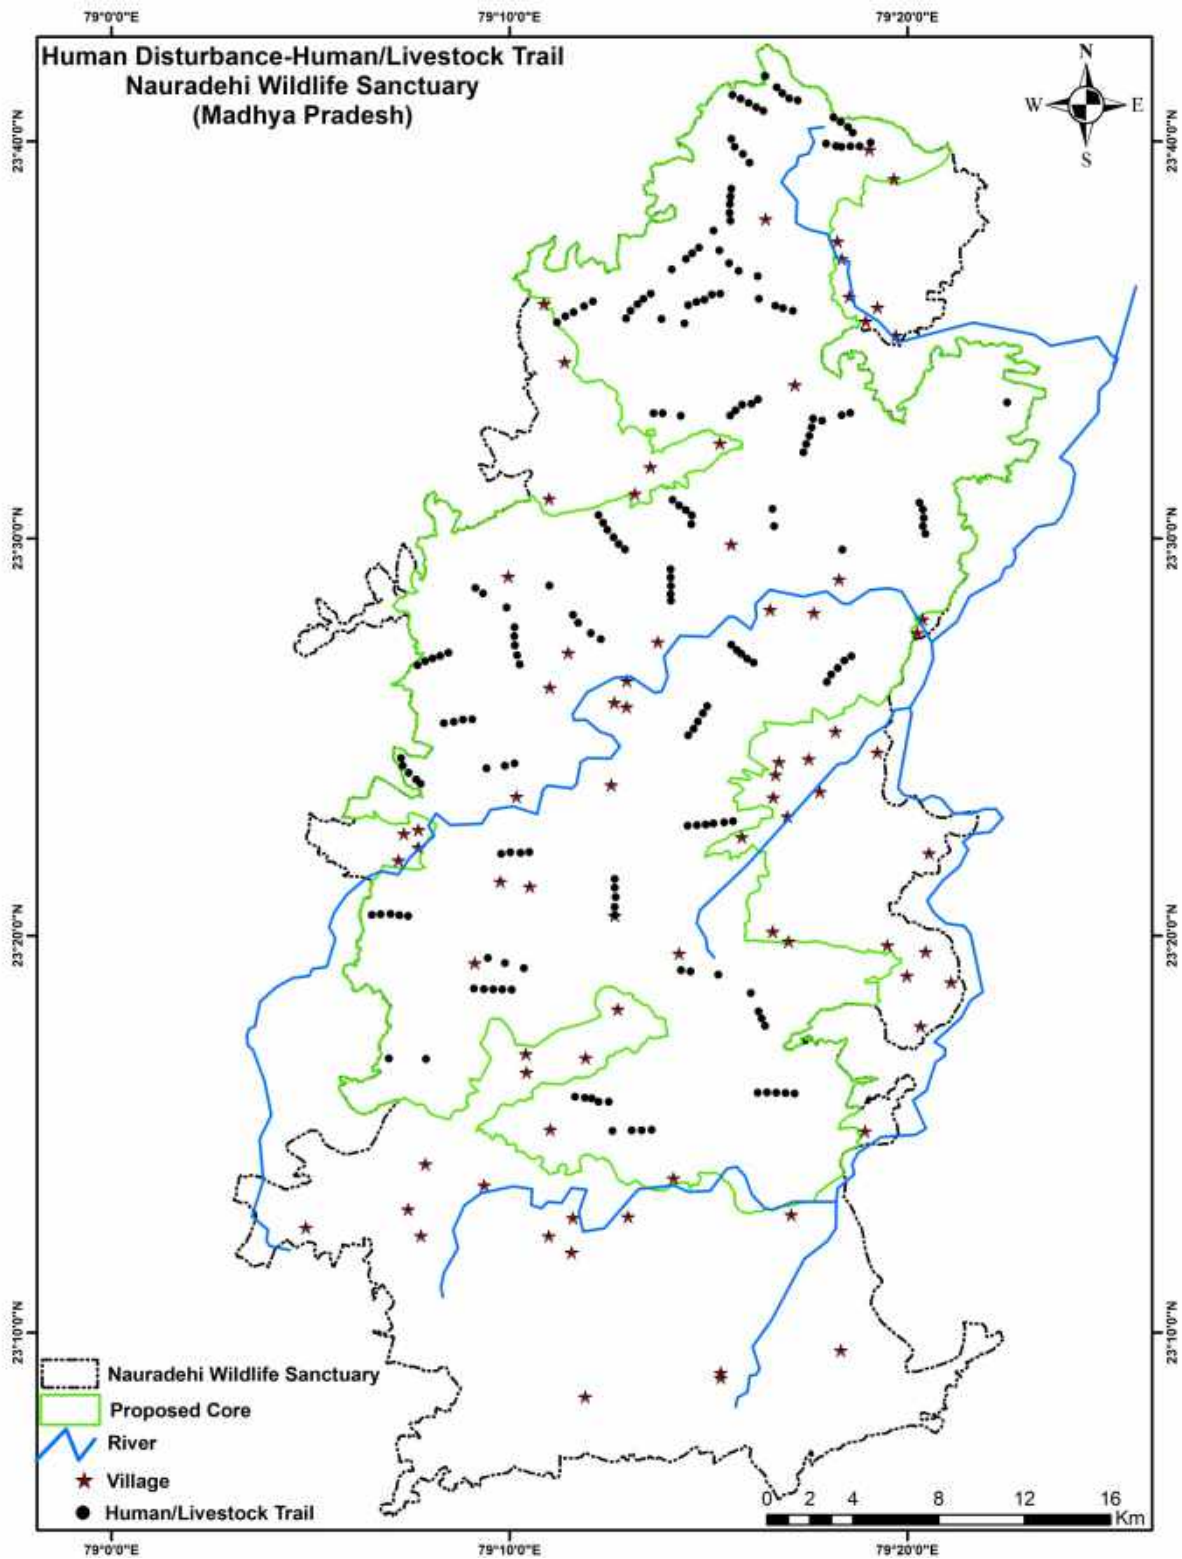 79°0'0"E 79°10'0"E 79°20'0"E
Human Disturbance-Human/Livestock Trail
Nauradehi Wildlife Sanctuary
(Madhya Pradesh)
N
W E
S
23°40'0"N 23°40'0"N
23°30'0"N 23°30'0"N
23°20'0"N 23°20'0"N
23°10'0"N 23°10'0"N
Nauradehi Wildlife Sanctuary
Proposed Core
River
Village
Human/Livestock Trail
0 2 4 8 12 16
Km
79°0'0"E 79°10'0"E 79°20'0"E